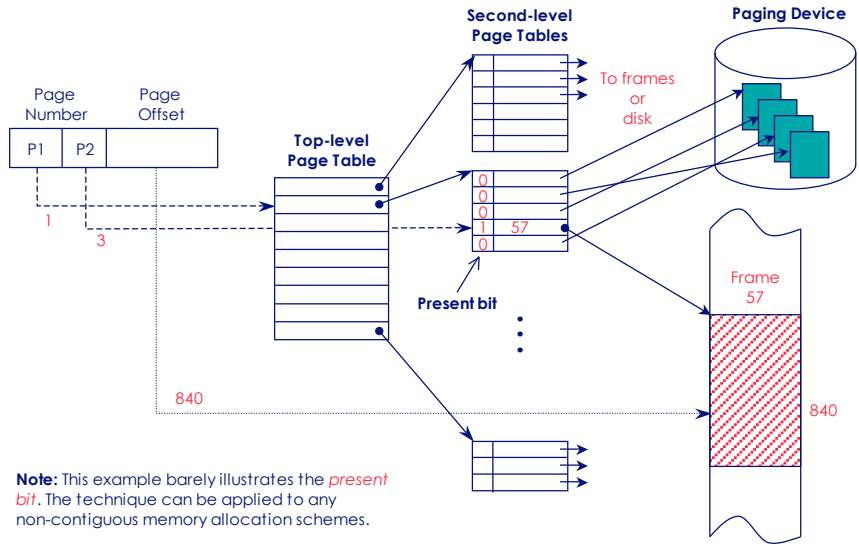 Second-level
Page Tables
Paging Device
To frames
or
disk
Page
Number
Page
Offset
P1
P2
Top-level
Page Table
0
0
0
1 57
0
1
3
Present bit
Frame
57
840
840
Note: This example barely illustrates the present
bit. The technique can be applied to any
non-contiguous memory allocation schemes.